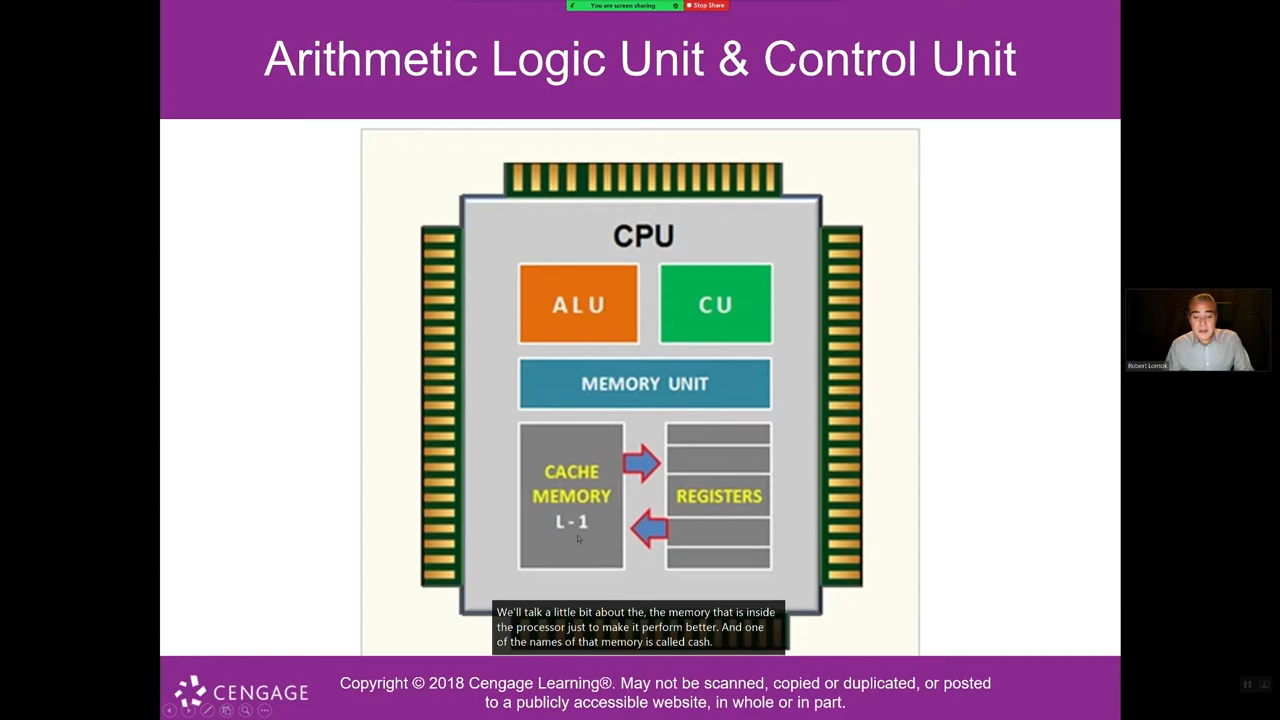 You are screen sharing
Stop Share
Arithmetic Logic Unit & Control Unit
CPU
ALU
CU
MEMORY UNIT
CACHE
MEMORY
L - 1
REGISTERS
Robert Lontok
We'll talk a little bit about the, the memory that is inside
the processor just to make it perform better. And one
of the names of that memory is called cash.
CENGAGE
Copyright © 2018 Cengage Learning®. May not be scanned, copied or duplicated, or posted
to a publicly accessible website, in whole or in part.